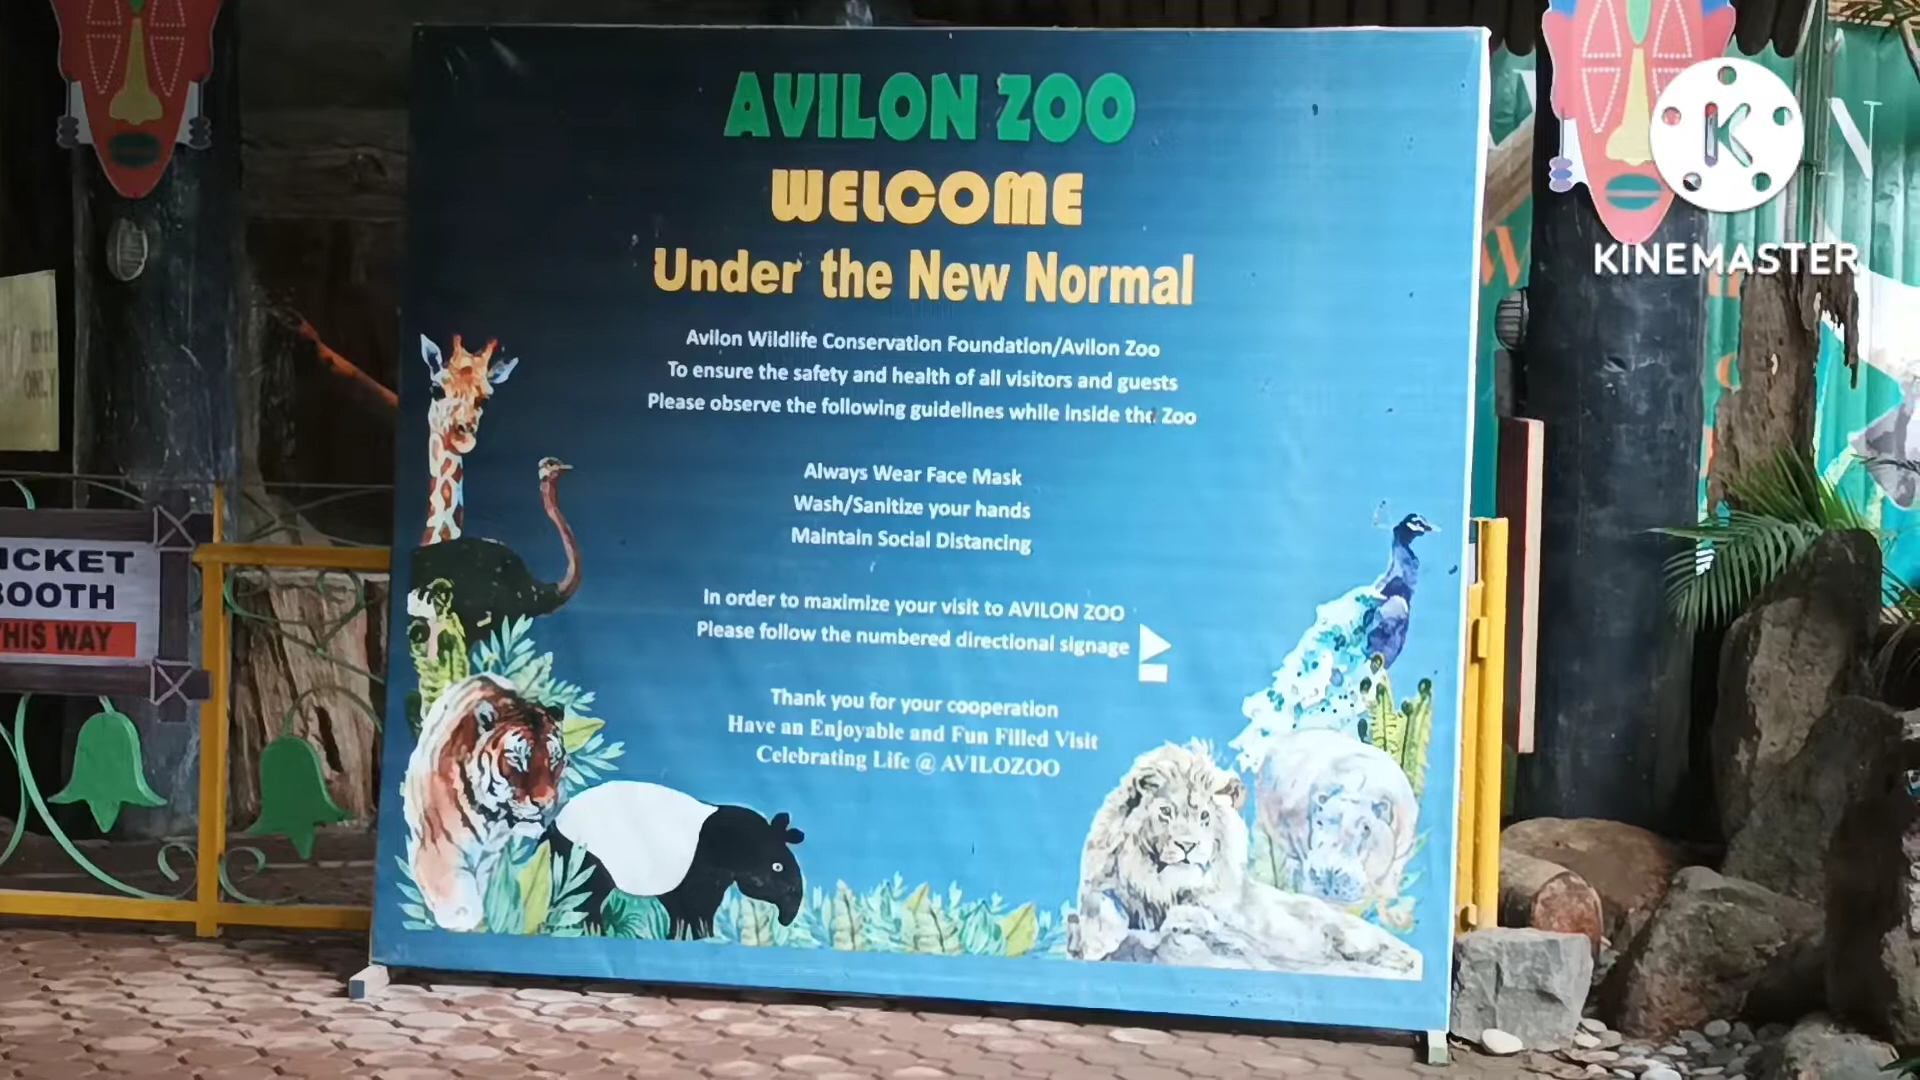 AVILON ZOO
WELCOME
Under the New Normal
Avilon Wildlife Conservation Foundation/Avilon Zoo
To ensure the safety and health of all visitors and guests
Please observe the following guidelines while inside the Zoo
Always Wear Face Mask
Wash/Sanitize your hands
Maintain Social Distancing
In order to maximize your visit to AVILON ZOO
Please follow the numbered directional signage
Thank you for your cooperation
Have an Enjoyable and Fun Filled Visit
Celebrating Life @ AVILOZOO
ICKET
BOOTH
THIS WAY
ONLY
K
KINEMASTER